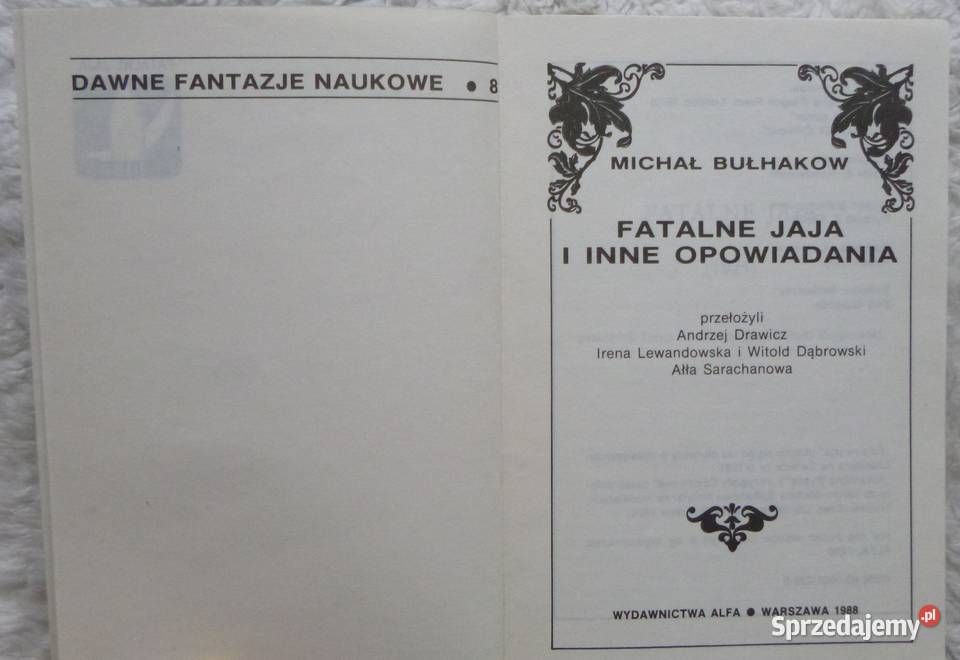 DAWNE FANTAZJE NAUKOWE ● 8
MICHAŁ BUŁHAKOW
FATALNE JAJA
I INNE OPOWIADANIA
przełożyli
Andrzej Drawicz
Irena Lewandowska i Witold Dąbrowski
Ałła Sarachanowa
WYDAWNICTWA ALFA ● WARSZAWA 1988
Sprzedajemy.pl